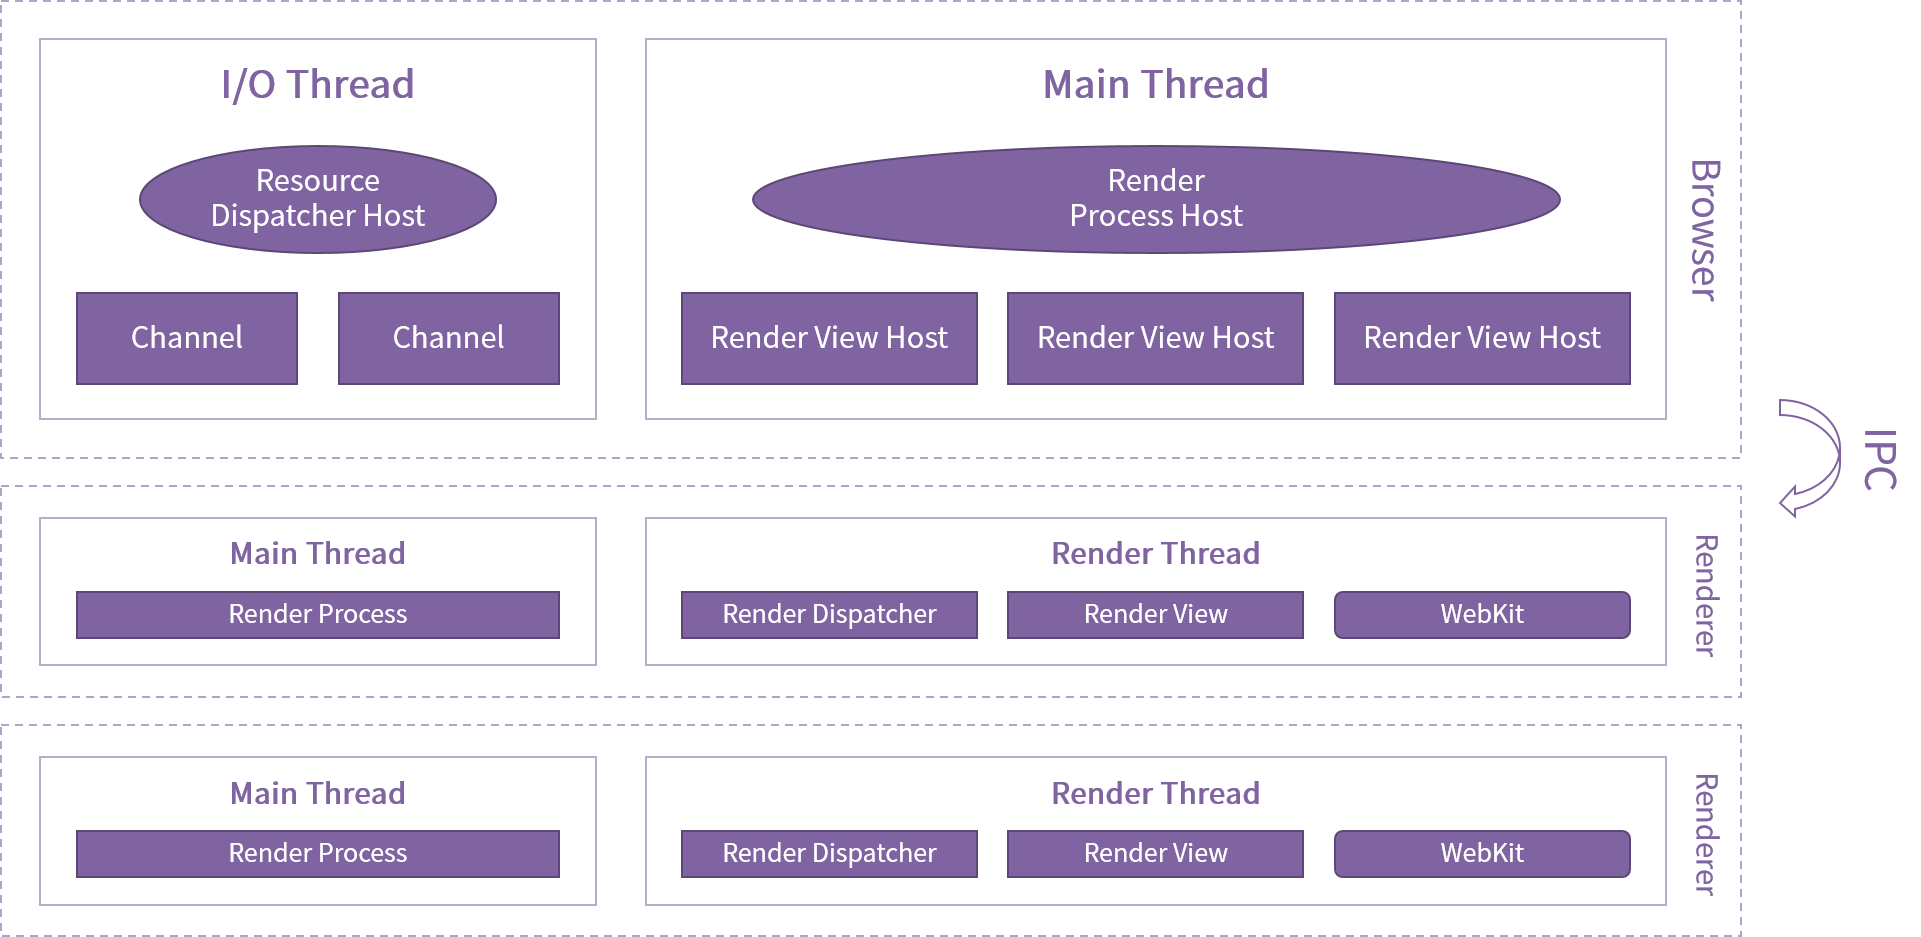 I/O Thread
Resource
Dispatcher Host
Channel
Channel
Main Thread
Render
Process Host
Render View Host
Render View Host
Render View Host
Browser
IPC
Main Thread
Render Process
Render Thread
Render Dispatcher
Render View
WebKit
Renderer
Main Thread
Render Process
Render Thread
Render Dispatcher
Render View
WebKit
Renderer